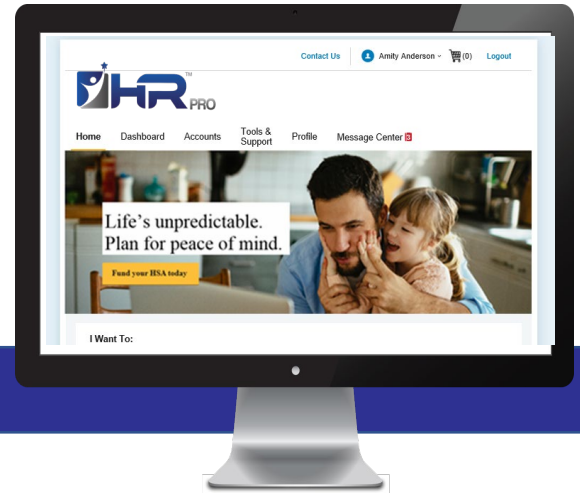 Contact Us
Amity Anderson
(0)
Logout
HR PRO
TM
Home
Dashboard
Accounts
Tools &
Support
Profile
Message Center 3
Life's unpredictable.
Plan for peace of mind.
Fund your HSA today
I Want To: